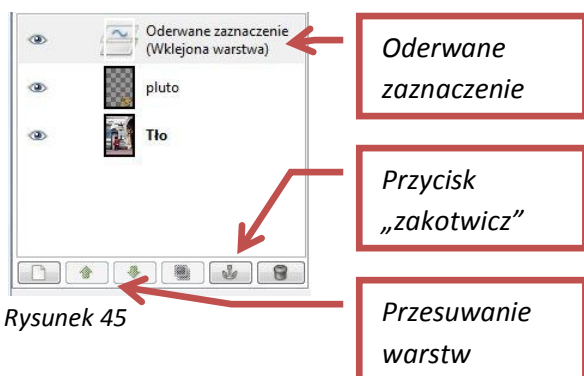 Oderwane zaznaczenie
(Wklejona warstwa)
pluto
Tło
Oderwane
zaznaczenie
Przycisk
„zakotwicz”
Przesuwanie
warstw
Rysunek 45